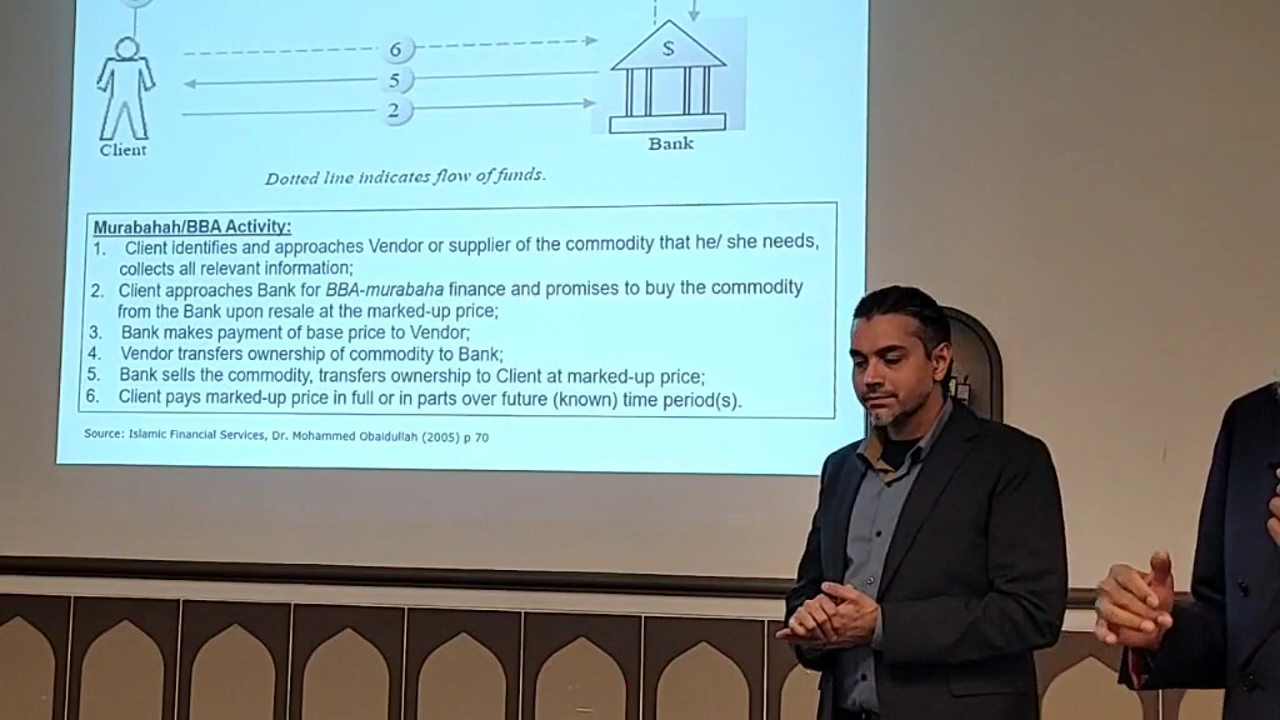 6
5
$
2
Client
Bank
Dotted line indicates flow of funds.
Murabahah/BBA Activity:
1. Client identifies and approaches Vendor or supplier of the commodity that he/ she needs,
collects all relevant information;
2. Client approaches Bank for BBA-murabaha finance and promises to buy the commodity
from the Bank upon resale at the marked-up price;
3. Bank makes payment of base price to Vendor;
4. Vendor transfers ownership of commodity to Bank;
5. Bank sells the commodity, transfers ownership to Client at marked-up price;
6. Client pays marked-up price in full or in parts over future (known) time period(s).
Source: Islamic Financial Services, Dr. Mohammed Obaidullah (2005) p 70